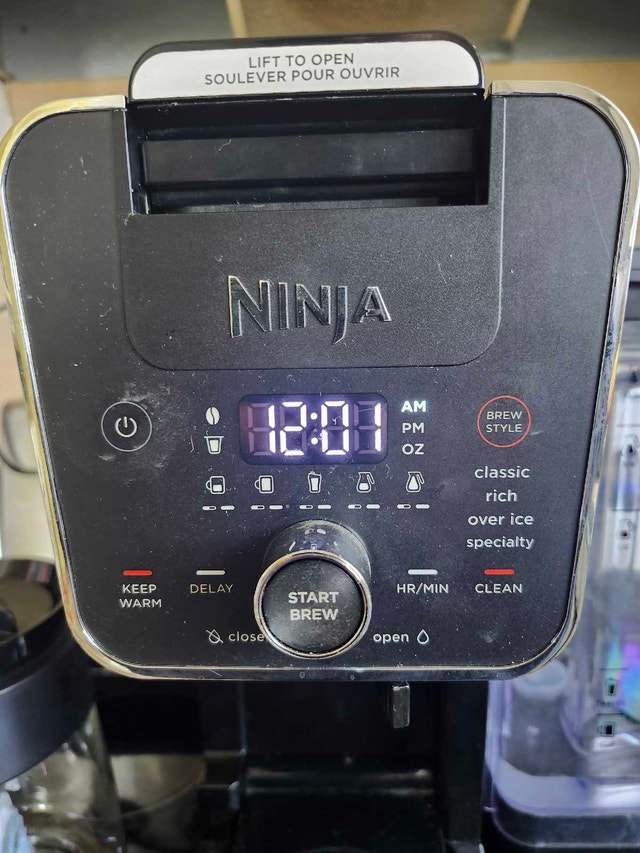 LIFT TO OPEN
SOULEVER POUR OUVRIR
NINJA
12:01
AM
PM
OZ
BREW
STYLE
classic
rich
over ice
specialty
KEEP
WARM
DELAY
START
BREW
HR/MIN
CLEAN
close
open